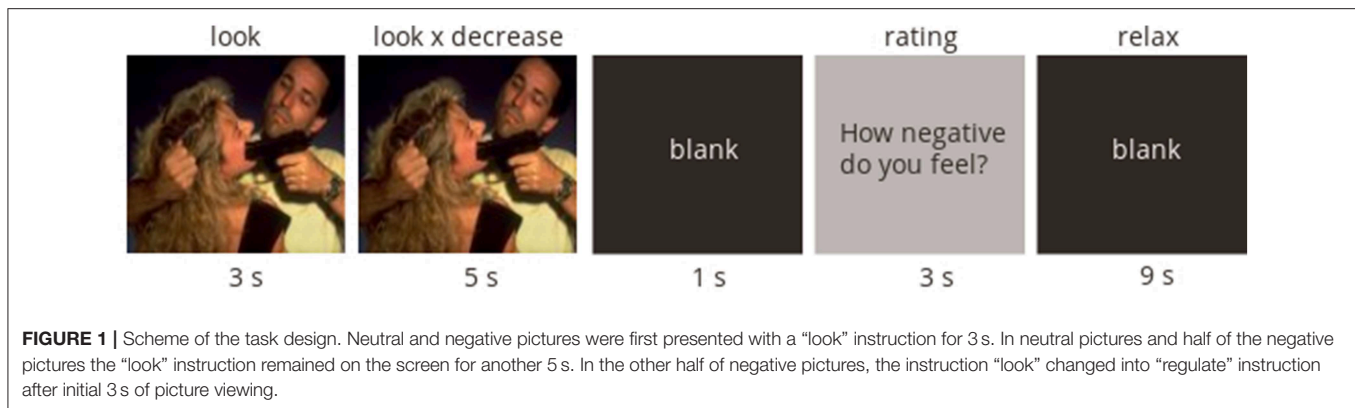 look
look x decrease
rating
relax
blank
How negative
do you feel?
blank
3 s
5 s
1 s
3 s
9 s
FIGURE 1 | Scheme of the task design. Neutral and negative pictures were first presented with a “look” instruction for 3 s. In neutral pictures and half of the negative
pictures the “look” instruction remained on the screen for another 5 s. In the other half of negative pictures, the instruction “look” changed into “regulate” instruction
after initial 3 s of picture viewing.